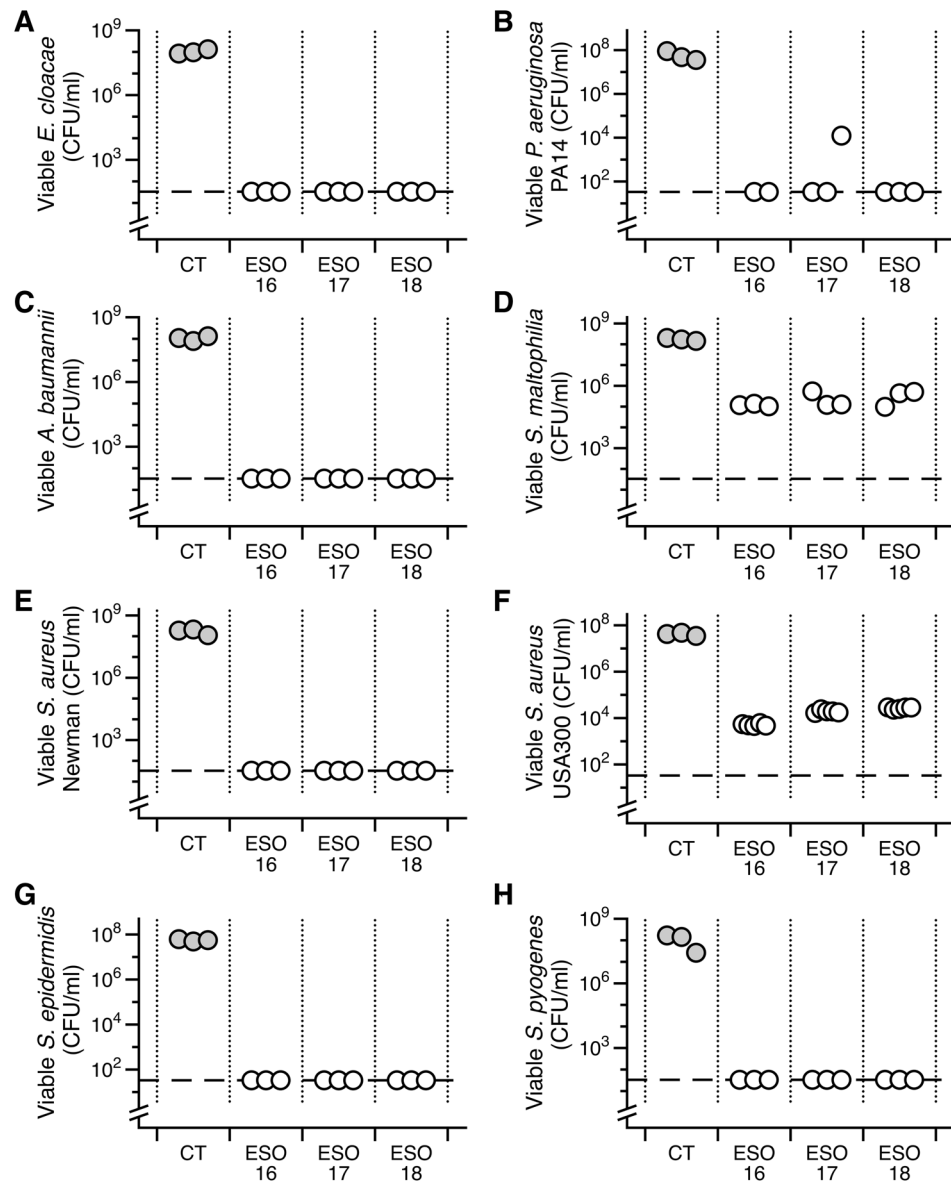 A
Viable E. cloacae
(CFU/ml)
10⁹
10⁶
10³
CT
ESO
16
ESO
17
ESO
18
B
Viable P. aeruginosa
PA14 (CFU/ml)
10⁸
10⁶
10⁴
10²
CT
ESO
16
ESO
17
ESO
18
C
Viable A. baumannii
(CFU/ml)
10⁹
10⁶
10³
CT
ESO
16
ESO
17
ESO
18
D
Viable S. maltophilia
(CFU/ml)
10⁹
10⁶
10³
CT
ESO
16
ESO
17
ESO
18
E
Viable S. aureus
Newman (CFU/ml)
10⁹
10⁶
10³
CT
ESO
16
ESO
17
ESO
18
F
Viable S. aureus
USA300 (CFU/ml)
10⁸
10⁶
10⁴
10²
CT
ESO
16
ESO
17
ESO
18
G
Viable S. epidermidis
(CFU/ml)
10⁸
10⁶
10⁴
10²
CT
ESO
16
ESO
17
ESO
18
H
Viable S. pyogenes
(CFU/ml)
10⁹
10⁶
10³
CT
ESO
16
ESO
17
ESO
18